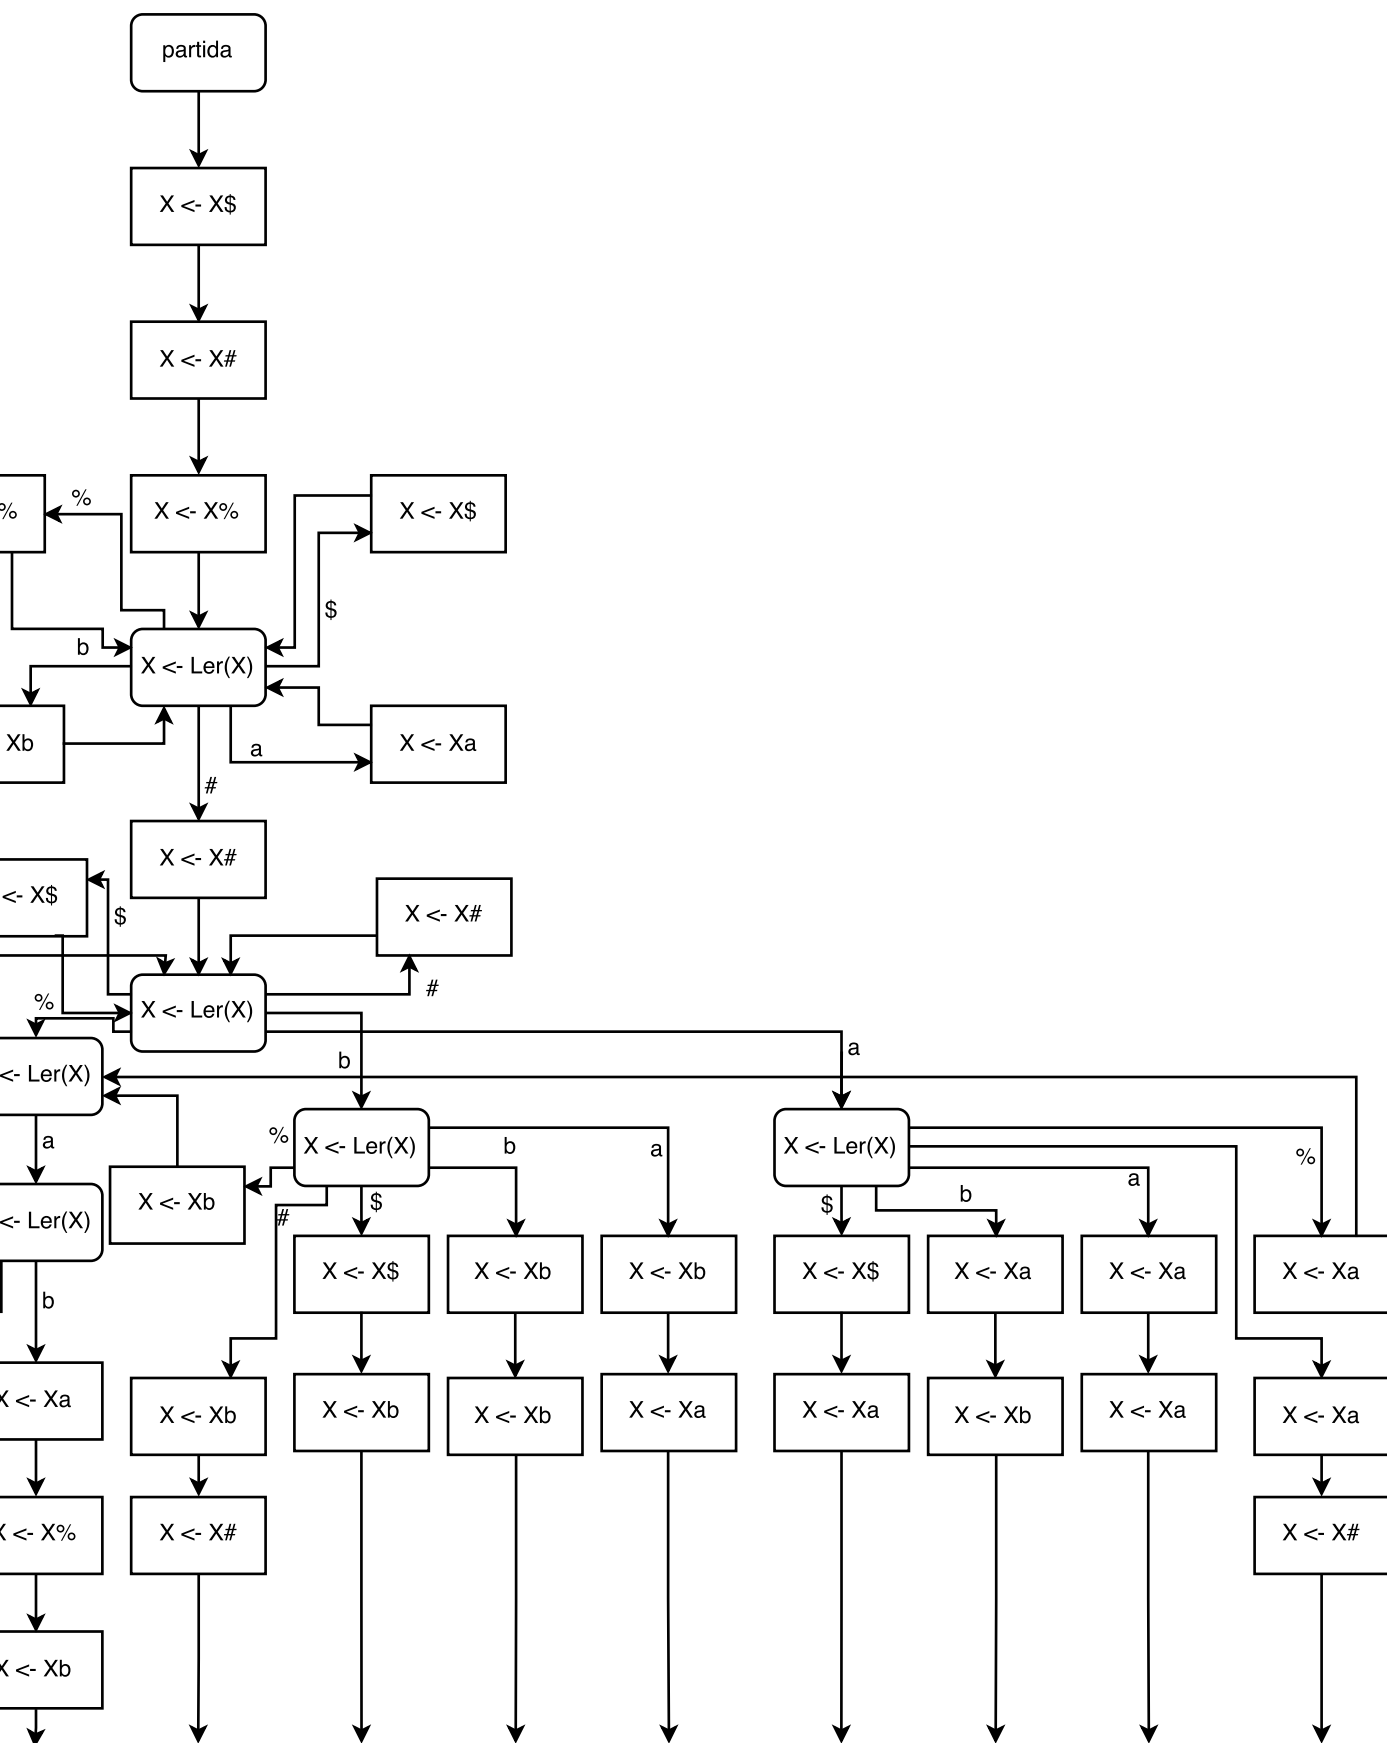 partida
X <- X$
X <- X#
%
%
X <- X%
X <- X$
$
b
X <- Ler(X)
Xb
a
X <- Xa
#
X <- X#
<- X$
$
X <- X#
%
X <- Ler(X)
#
b
a
<- Ler(X)
a
%
X <- Ler(X)
b
a
X <- Ler(X)
%
X <- Xb
#
$
$
b
a
<- Ler(X)
b
X <- X$
X <- Xb
X <- Xb
X <- X$
X <- Xa
X <- Xa
X <- Xa
X <- Xa
X <- Xb
X <- Xb
X <- Xb
X <- Xa
X <- Xa
X <- Xb
X <- Xa
X <- Xa
X <- X%
X <- X#
X <- X#
X <- Xb